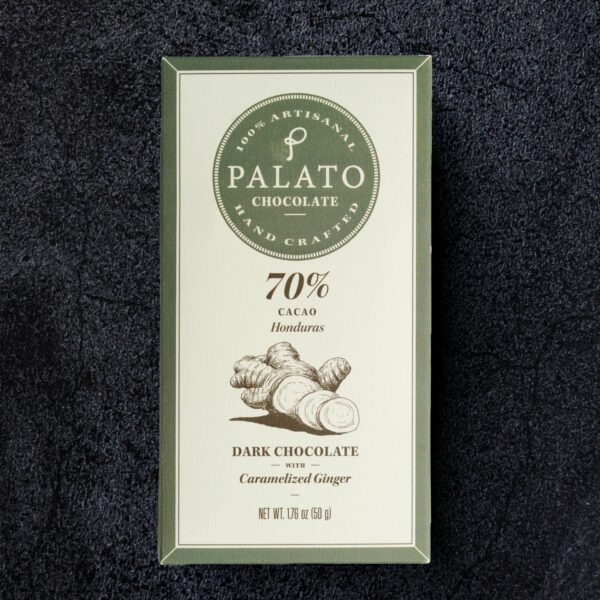 100% ARTISANAL
PALATO
CHOCOLATE
HAND CRAFTED
70%
CACAO
Honduras
DARK CHOCOLATE
WITH
Caramelized Ginger
NET WT. 1.76 oz (50 g)